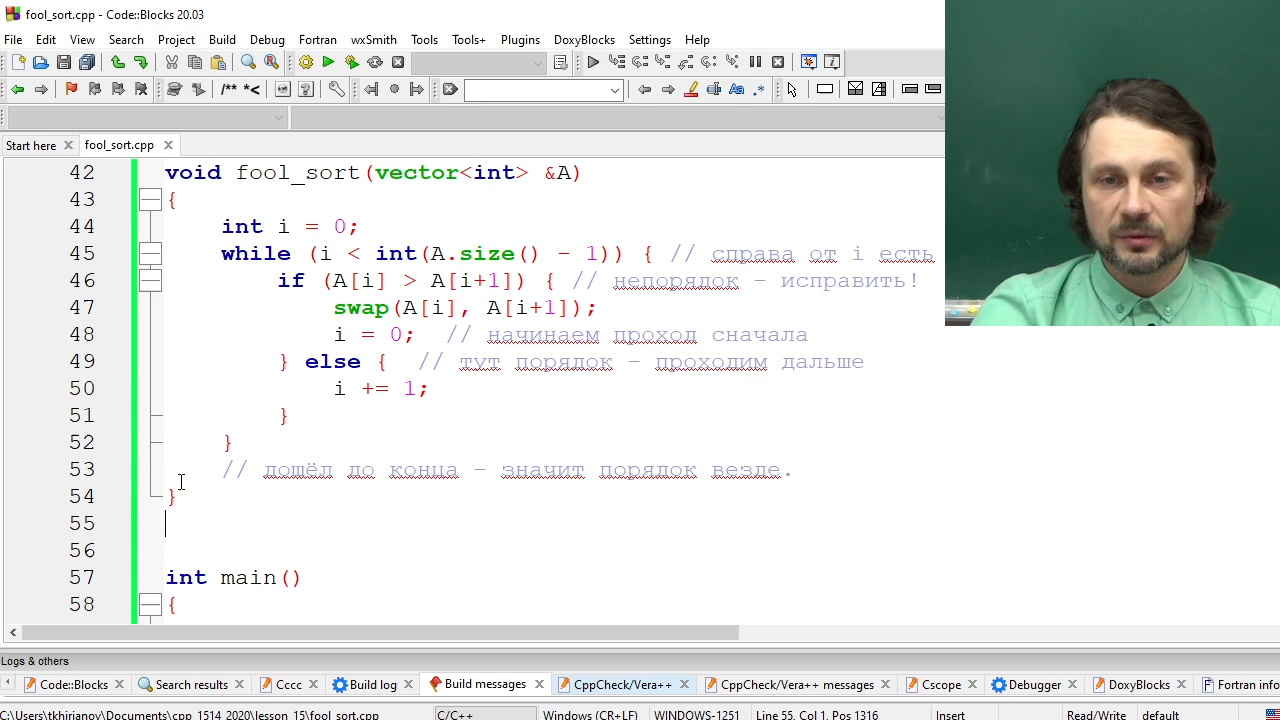 fool_sort.cpp - Code::Blocks 20.03
File Edit View Search Project Build Debug Fortran wxSmith Tools Tools+ Plugins DoxyBlocks Settings Help
/** *<
Start here fool_sort.cpp
42 void fool_sort(vector<int> &A)
43 {
44 int i = 0;
45 while (i < int(A.size() - 1)) { // справа от i есть
46 if (A[i] > A[i+1]) { // непорядок - исправить!
47 swap(A[i], A[i+1]);
48 i = 0; // начинаем проход сначала
49 } else { // тут порядок - проходим дальше
50 i += 1;
51 }
52 }
53 // дошёл до конца - значит порядок везде.
54 }
55
56
57 int main()
58 {
Logs & others
Code::Blocks Search results Cccc Build log Build messages CppCheck/Vera++ CppCheck/Vera++ messages Cscope Debugger DoxyBlocks Fortran info
C:\Users\tkhirianov\Documents\cpp_1514_2020\lesson_1 \fool_sort.cpp C/C++ Windows (CR+LF) WINDOWS-1251 Line 55, Col 1, Pos 1316 Insert Read/Write default